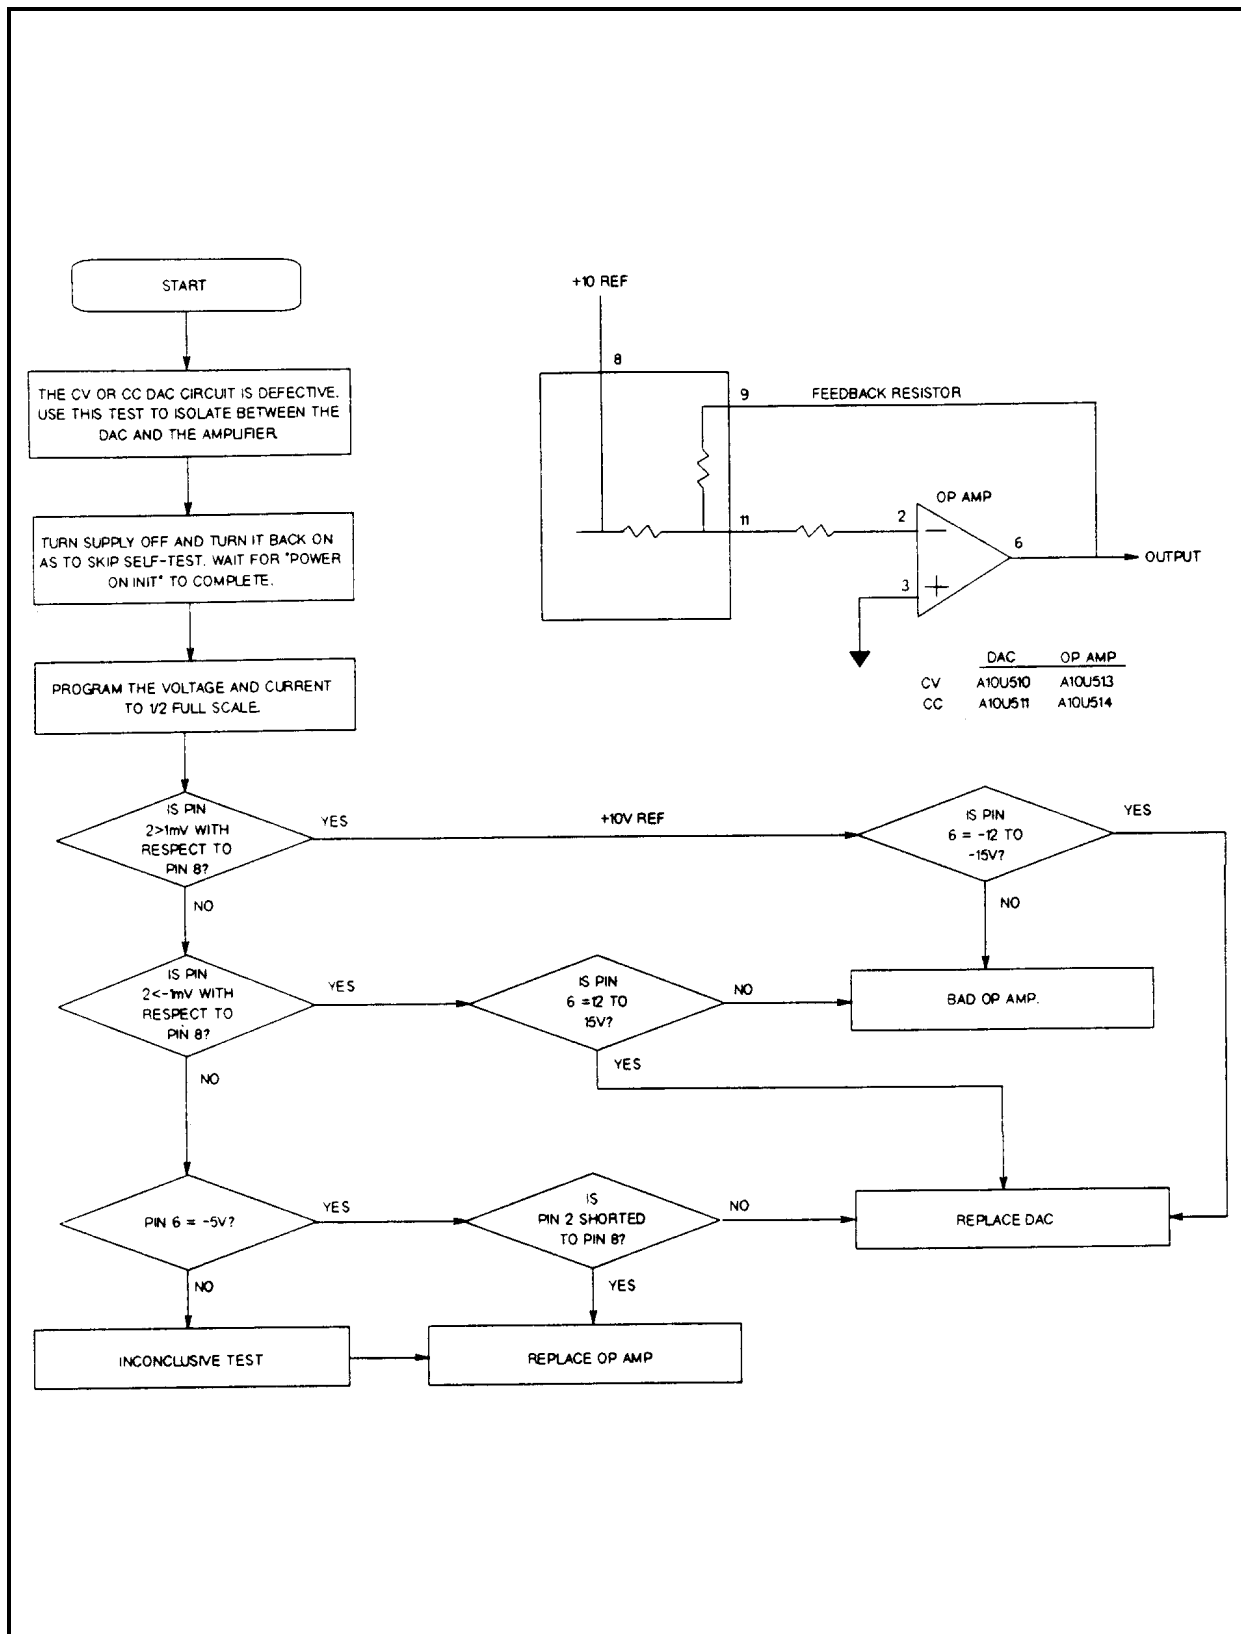 START
THE CV OR CC DAC CIRCUIT IS DEFECTIVE.
USE THIS TEST TO ISOLATE BETWEEN THE
DAC AND THE AMPLIFIER.
TURN SUPPLY OFF AND TURN IT BACK ON
AS TO SKIP SELF-TEST. WAIT FOR "POWER
ON INIT" TO COMPLETE.
PROGRAM THE VOLTAGE AND CURRENT
TO 1/2 FULL SCALE.
+10 REF
8
9
FEEDBACK RESISTOR
11
2
OP AMP
−
6
OUTPUT
3
+
DAC OP AMP
CV A10U510 A10U513
CC A10U511 A10U514
IS PIN
2>1mV WITH
RESPECT TO
PIN 8?
YES
+10V REF
IS PIN
6 = -12 TO
-15V?
YES
NO
NO
IS PIN
2<-1mV WITH
RESPECT TO
PIN 8?
YES
IS PIN
6 =12 TO
15V?
NO
BAD OP AMP.
NO
YES
PIN 6 = -5V?
YES
IS
PIN 2 SHORTED
TO PIN 8?
NO
REPLACE DAC
NO
YES
INCONCLUSIVE TEST
REPLACE OP AMP